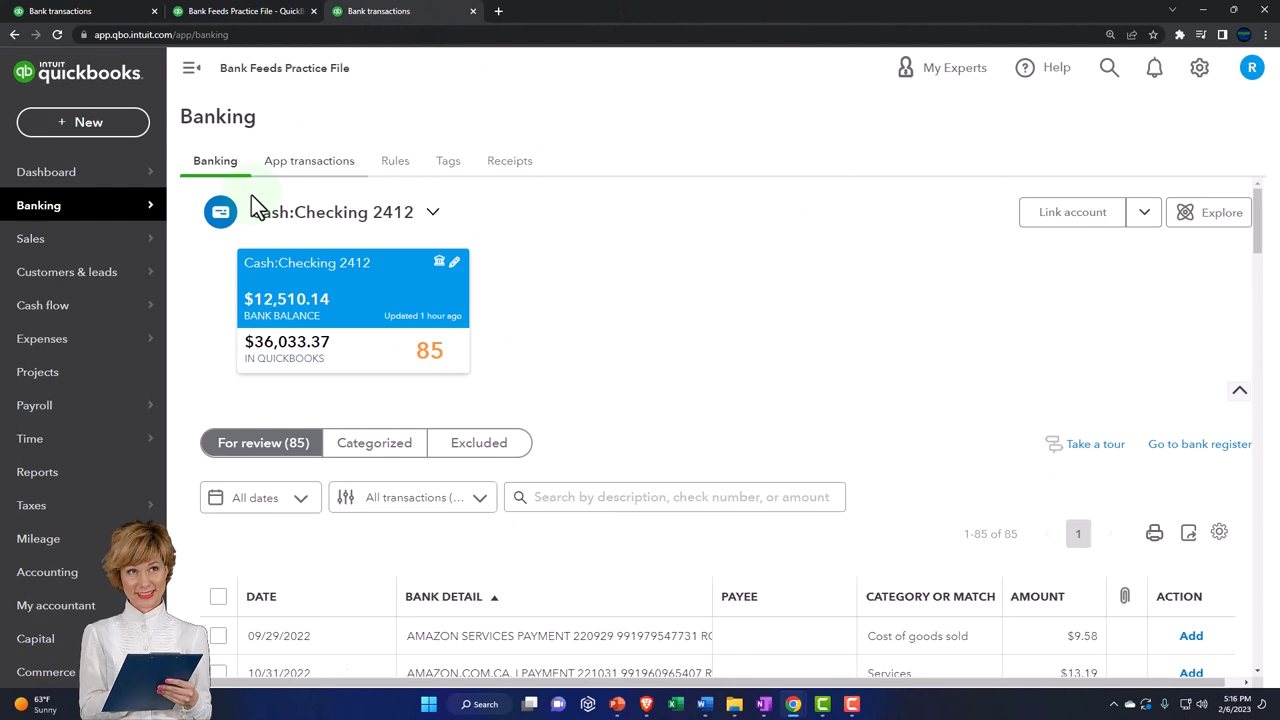 Banking transactions
Practice File - QuickB
Bank transactions
app.qbo.intuit.com/app/banking
INTUIT
quickbooks.
Bank Feeds Practice File
My Experts
Help
R
+ New
Banking
Dashboard
Banking
Sales
Customers & leads
Cash flow
Expenses
Projects
Payroll
Time
Reports
Taxes
Mileage
Accounting
My accountant
Capital
Commerce
Banking App transactions Rules Tags Receipts
Cash:Checking 2412
Link account
Explore
Cash:Checking 2412
$12,510.14
BANK BALANCE Updated 1 hour ago
$36,033.37
IN QUICKBOOKS
85
For review (85) Categorized Excluded
Take a tour Go to bank register
All dates All transactions (... Search by description, check number, or amount
1-85 of 85 1
DATE BANK DETAIL PAYEE CATEGORY OR MATCH AMOUNT ACTION
09/29/2022 AMAZON SERVICES PAYMENT 220929 991979547731 RO Cost of goods sold $9.58 Add
10/31/2022 AMAZON.COM.CA, I PAYMENT 221031 991960965407 R Services $13.19 Add
63°F
Sunny
Search
5:16 PM
2/6/2023